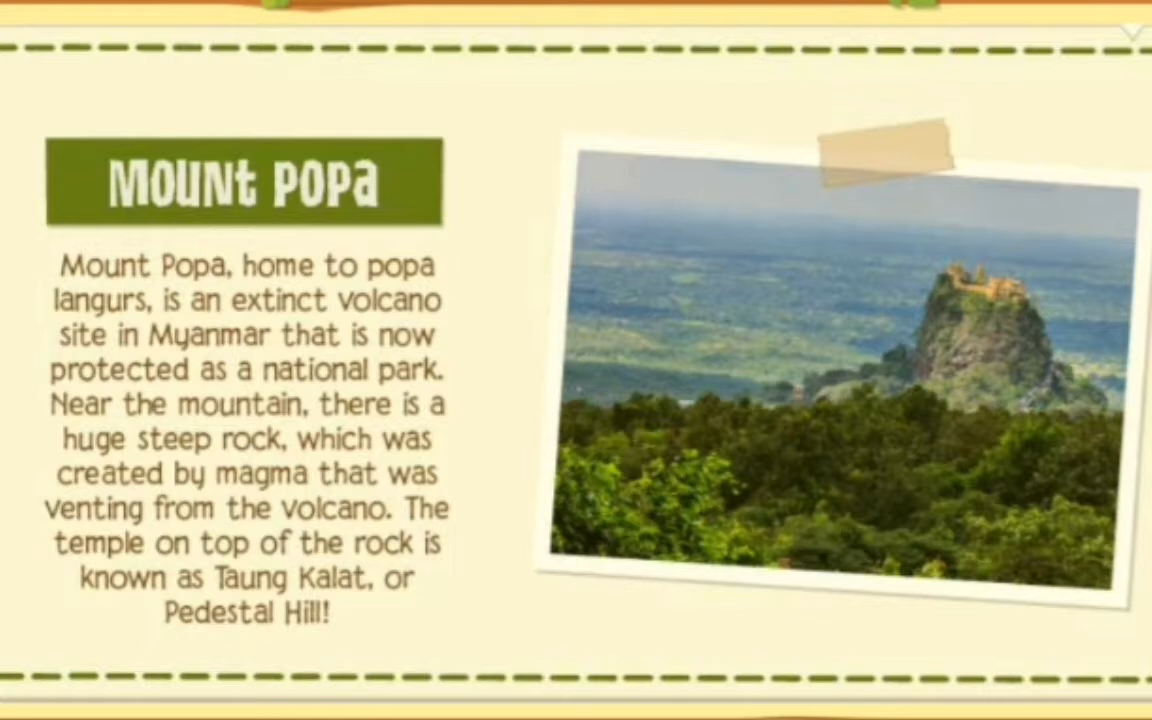 MOUNt POPa
Mount Popa, home to popa
langurs, is an extinct volcano
site in Myanmar that is now
protected as a national park.
Near the mountain, there is a
huge steep rock, which was
created by magma that was
venting from the volcano. The
temple on top of the rock is
known as Taung Kalat, or
Pedestal Hill!